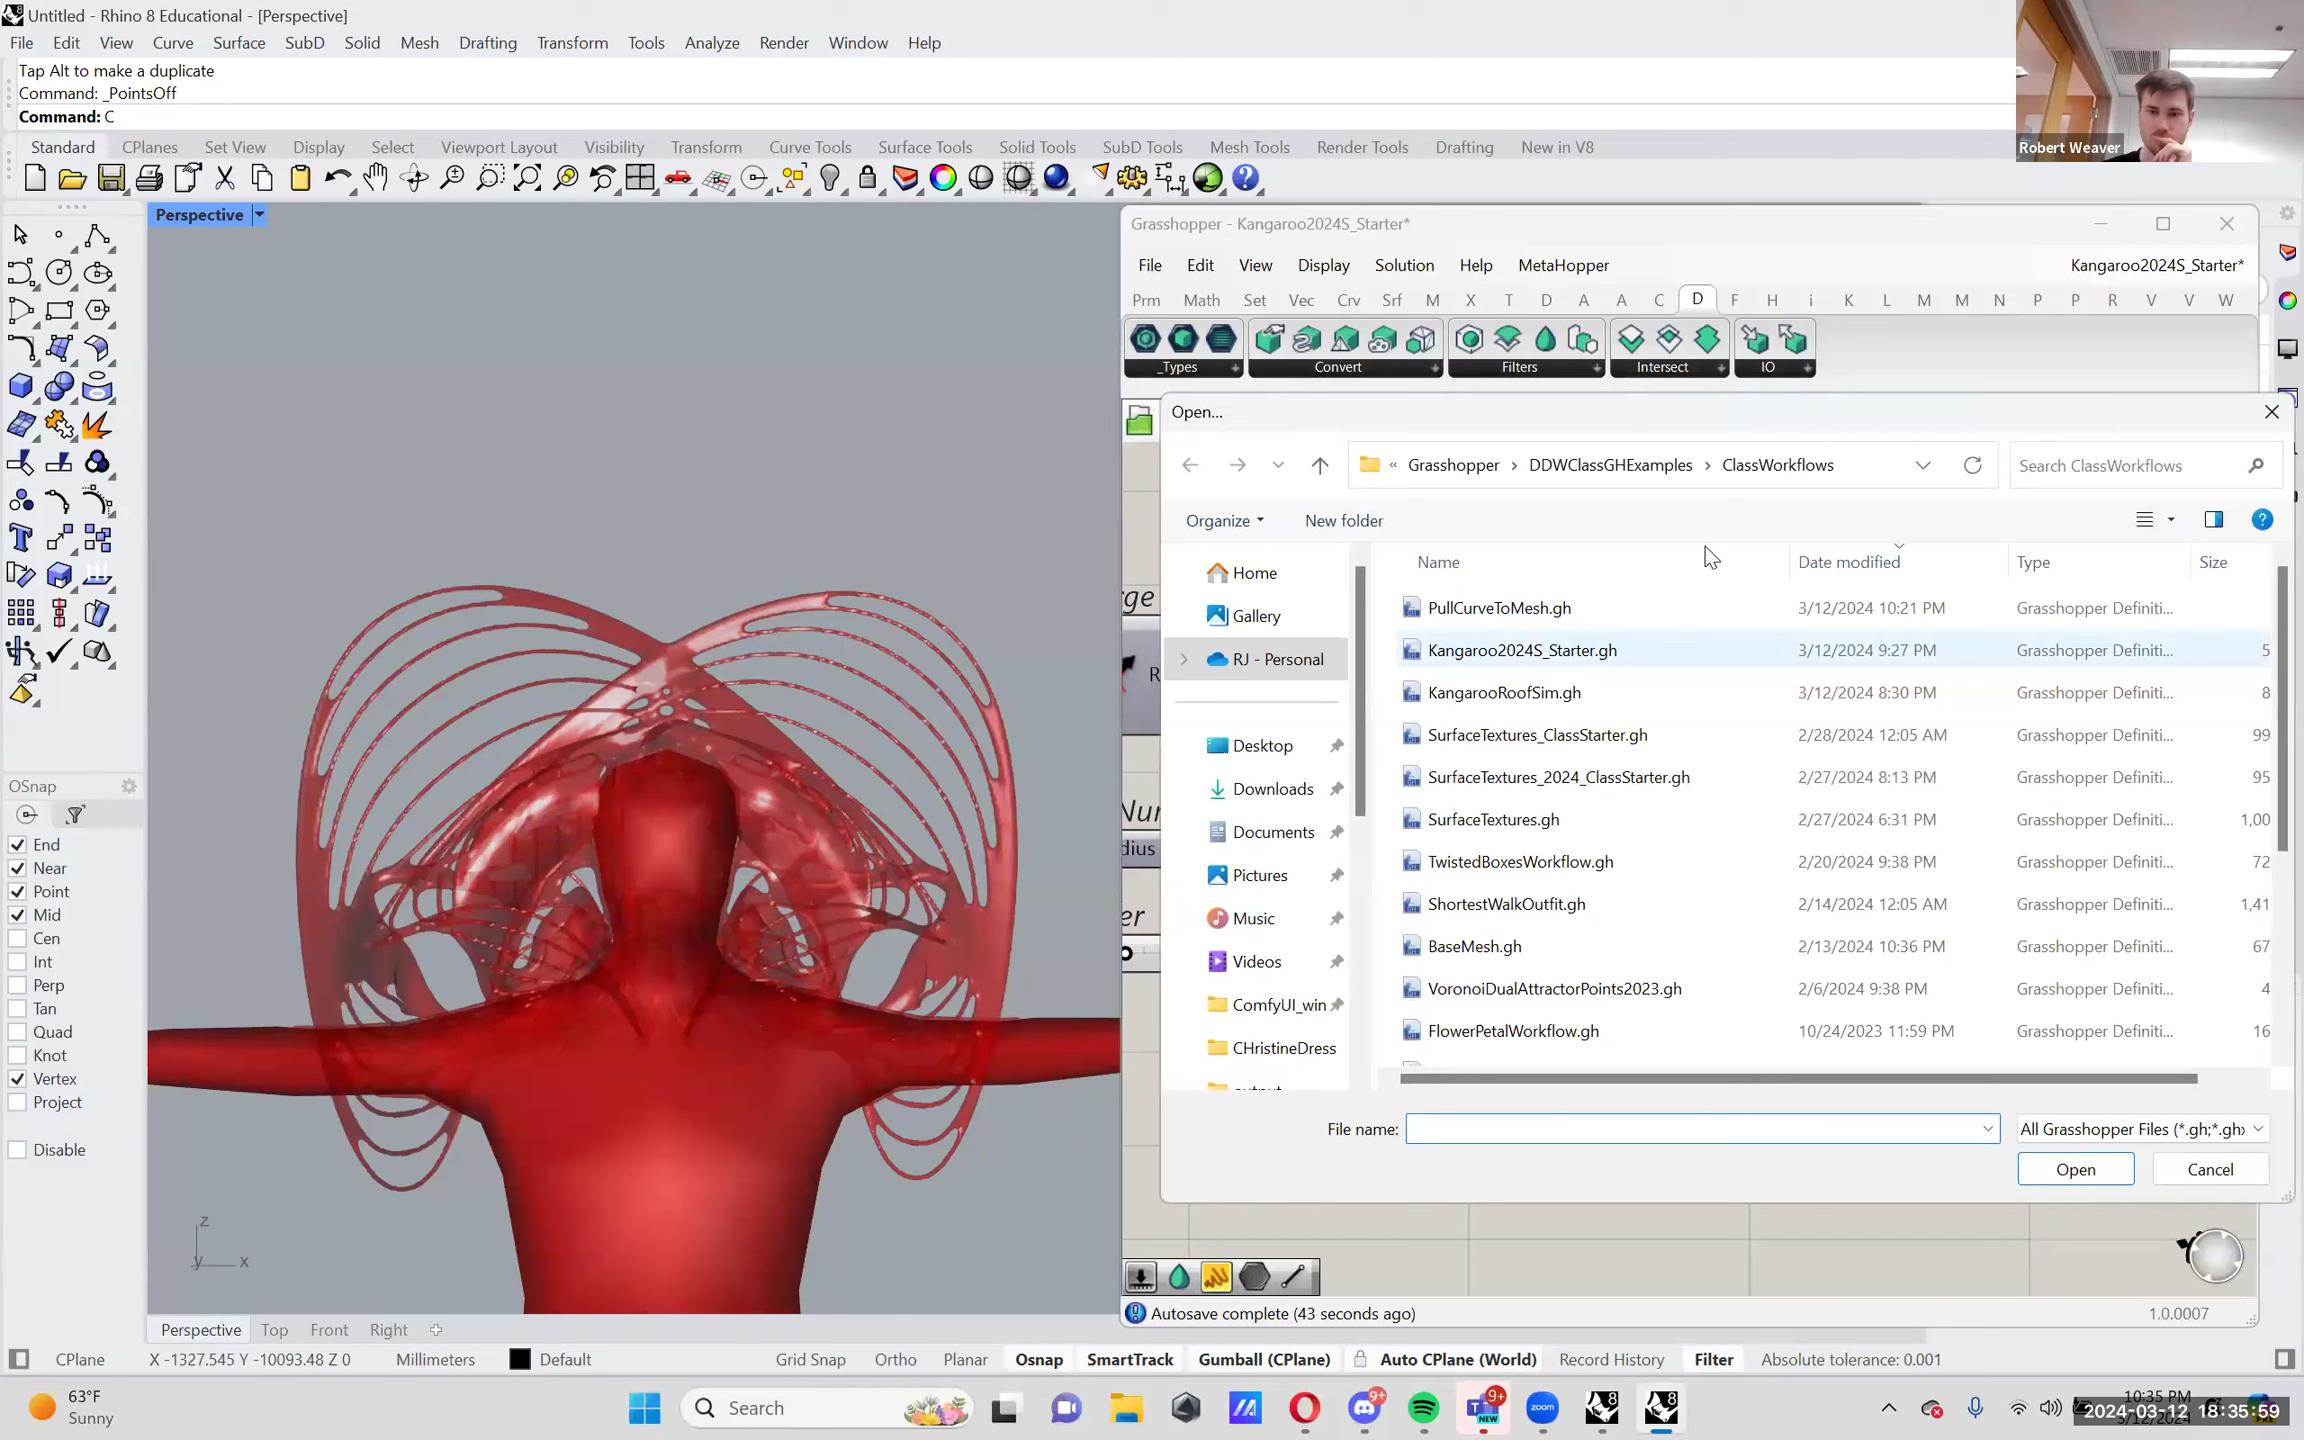 Untitled - Rhino 8 Educational - [Perspective]
File Edit View Curve Surface SubD Solid Mesh Drafting Transform Tools Analyze Render Window Help
Tap Alt to make a duplicate
Command: _PointsOff
Command: C
Robert Weaver
Standard CPlanes Set View Display Select Viewport Layout Visibility Transform Curve Tools Surface Tools Solid Tools SubD Tools Mesh Tools Render Tools Drafting New in V8
Perspective
Grasshopper - Kangaroo2024S_Starter*
File Edit View Display Solution Help MetaHopper Kangaroo2024S_Starter*
Prm Math Set Vec Crv Srf M X T D A A C D F H i K L M M N P P R V V W
_Types Convert Filters Intersect IO
Open...
« Grasshopper > DDWClassGHExamples > ClassWorkflows
Search ClassWorkflows
Organize New folder
Name Date modified Type Size
Home
Gallery
RJ - Personal
Desktop
Downloads
Documents
Pictures
Music
Videos
ComfyUI_win
CHristineDress
PullCurveToMesh.gh 3/12/2024 10:21 PM Grasshopper Definiti...
Kangaroo2024S_Starter.gh 3/12/2024 9:27 PM Grasshopper Definiti... 5
KangarooRoofSim.gh 3/12/2024 8:30 PM Grasshopper Definiti... 8
SurfaceTextures_ClassStarter.gh 2/28/2024 12:05 AM Grasshopper Definiti... 99
SurfaceTextures_2024_ClassStarter.gh 2/27/2024 8:13 PM Grasshopper Definiti... 95
SurfaceTextures.gh 2/27/2024 6:31 PM Grasshopper Definiti... 1,00
TwistedBoxesWorkflow.gh 2/20/2024 9:38 PM Grasshopper Definiti... 72
ShortestWalkOutfit.gh 2/14/2024 12:05 AM Grasshopper Definiti... 1,41
BaseMesh.gh 2/13/2024 10:36 PM Grasshopper Definiti... 67
VoronoiDualAttractorPoints2023.gh 2/6/2024 9:38 PM Grasshopper Definiti... 4
FlowerPetalWorkflow.gh 10/24/2023 11:59 PM Grasshopper Definiti... 16
File name:
All Grasshopper Files (*.gh;*.ghx
Open Cancel
rge
R
Num
dius
er
Autosave complete (43 seconds ago) 1.0.0007
OSnap
End
Near
Point
Mid
Cen
Int
Perp
Tan
Quad
Knot
Vertex
Project
Disable
z
y x
Perspective Top Front Right
CPlane X -1327.545 Y -10093.48 Z 0 Millimeters Default Grid Snap Ortho Planar Osnap SmartTrack Gumball (CPlane) Auto CPlane (World) Record History Filter Absolute tolerance: 0.001
63°F
Sunny
Search
9+
9+
NEW
zoom
8
8
10:35 PM
2024-03-12 18:35:59